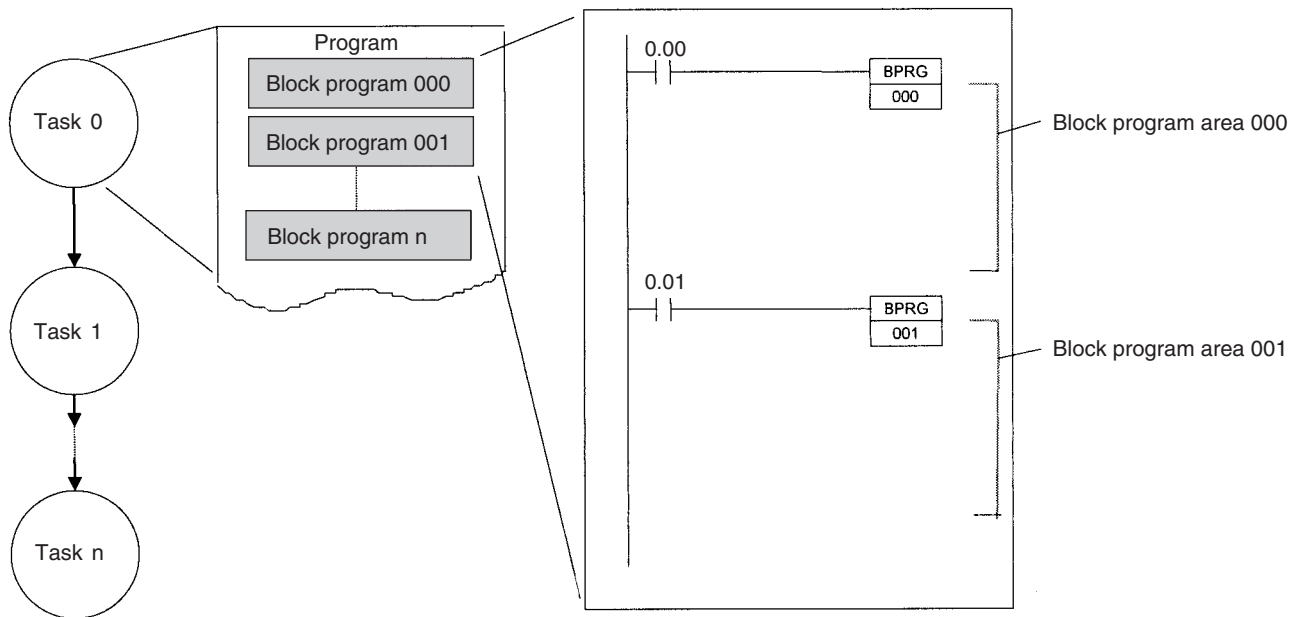 Task 0
Task 1
Task n
Program
Block program 000
Block program 001
Block program n
0.00
BPRG
000
Block program area 000
0.01
BPRG
001
Block program area 001